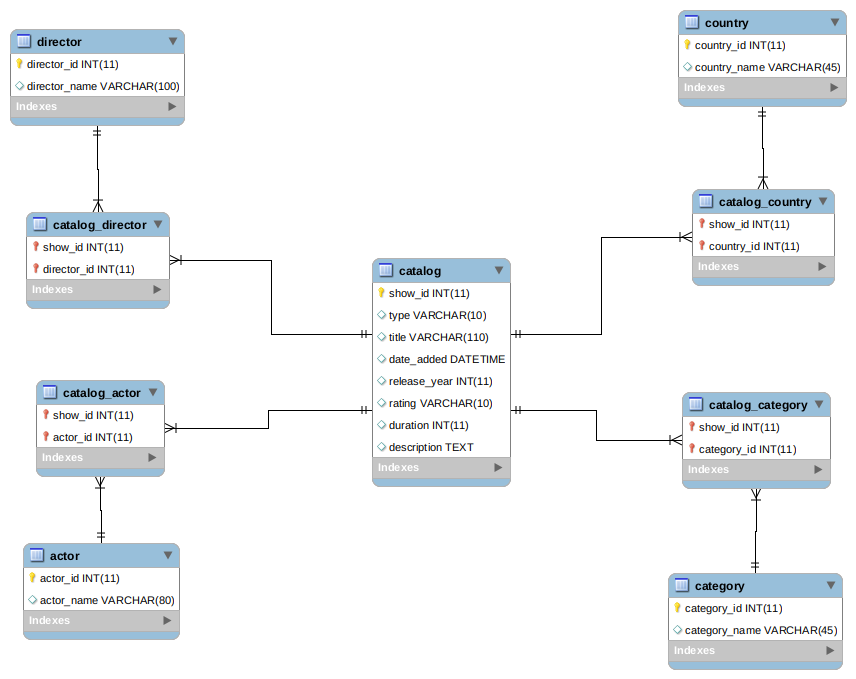 director
director_id INT(11)
director_name VARCHAR(100)
Indexes
country
country_id INT(11)
country_name VARCHAR(45)
Indexes
catalog_director
show_id INT(11)
director_id INT(11)
Indexes
catalog_country
show_id INT(11)
country_id INT(11)
Indexes
catalog
show_id INT(11)
type VARCHAR(10)
title VARCHAR(110)
date_added DATETIME
release_year INT(11)
rating VARCHAR(10)
duration INT(11)
description TEXT
Indexes
catalog_actor
show_id INT(11)
actor_id INT(11)
Indexes
catalog_category
show_id INT(11)
category_id INT(11)
Indexes
actor
actor_id INT(11)
actor_name VARCHAR(80)
Indexes
category
category_id INT(11)
category_name VARCHAR(45)
Indexes